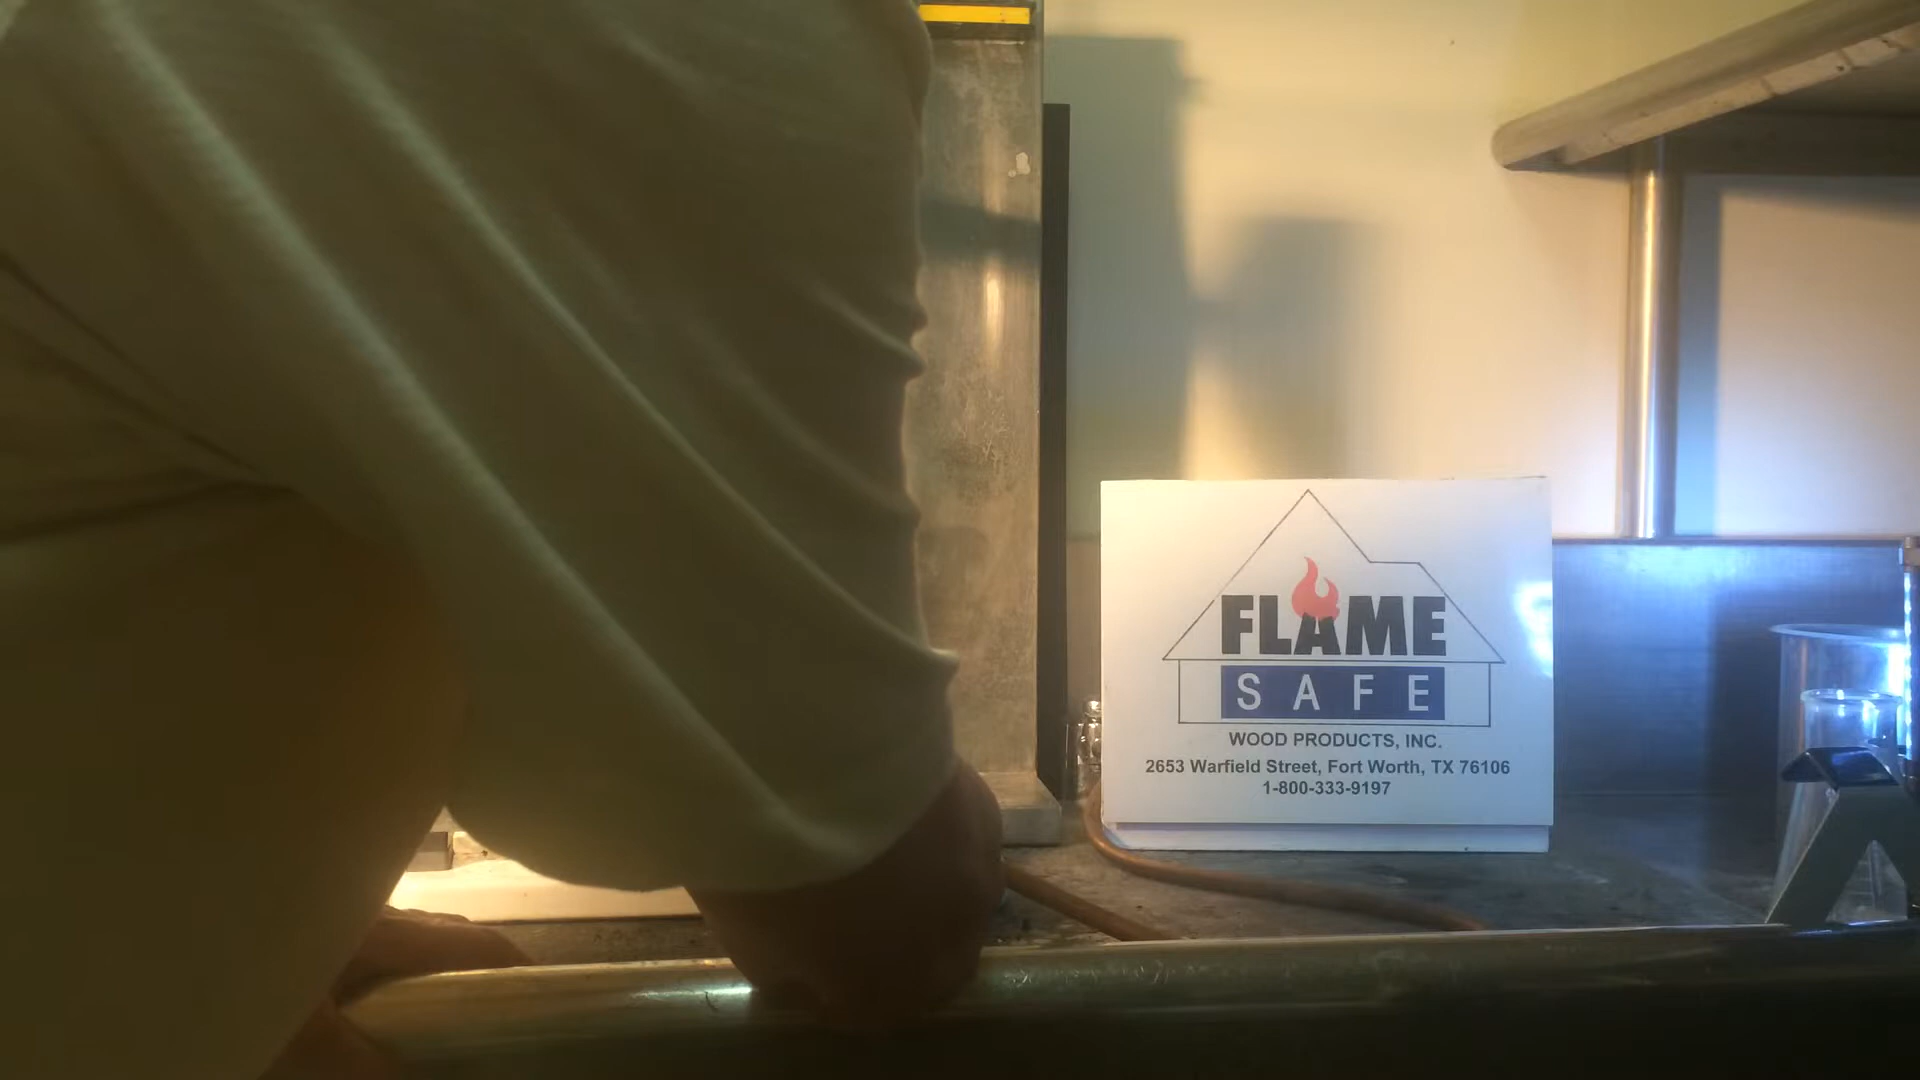 FLAME
SAFE
WOOD PRODUCTS, INC.
2653 Warfield Street, Fort Worth, TX 76106
1-800-333-9197